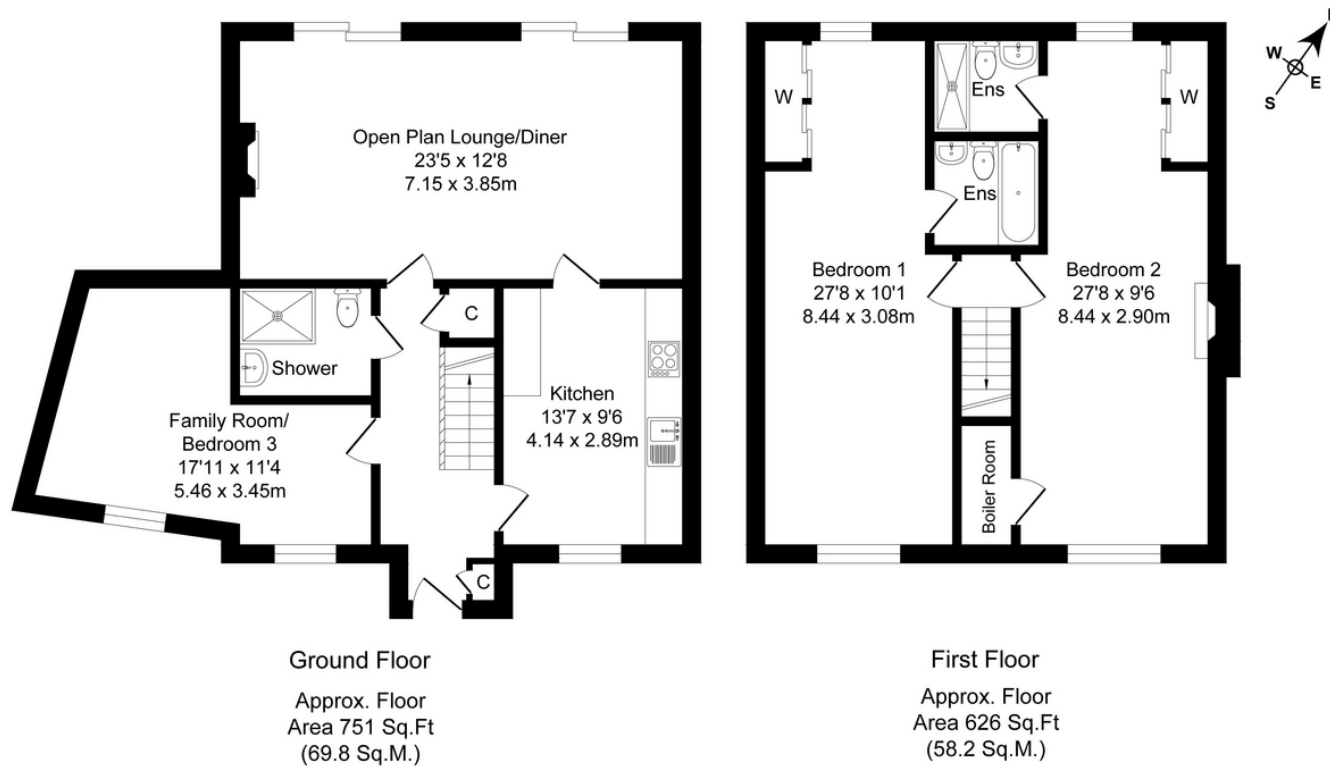 Open Plan Lounge/Diner
23'5 x 12'8
7.15 x 3.85m
C
Shower
Family Room/
Bedroom 3
17'11 x 11'4
5.46 x 3.45m
Kitchen
13'7 x 9'6
4.14 x 2.89m
C
Ground Floor
Approx. Floor
Area 751 Sq.Ft
(69.8 Sq.M.)
W
Ens
W
Ens
Bedroom 1
27'8 x 10'1
8.44 x 3.08m
Bedroom 2
27'8 x 9'6
8.44 x 2.90m
Boiler Room
First Floor
Approx. Floor
Area 626 Sq.Ft
(58.2 Sq.M.)
W
E
S